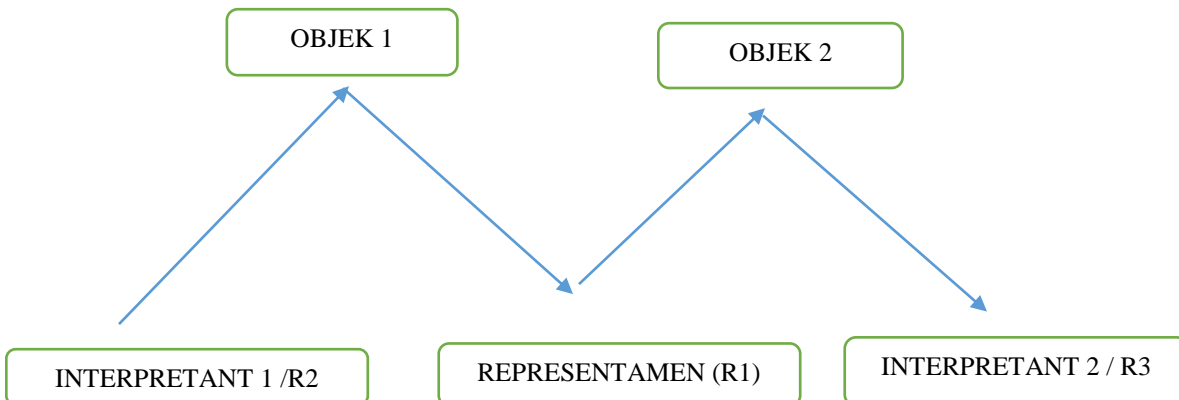 OBJEK 1
OBJEK 2
INTERPRETANT 1 /R2
REPRESENTAMEN (R1)
INTERPRETANT 2 / R3